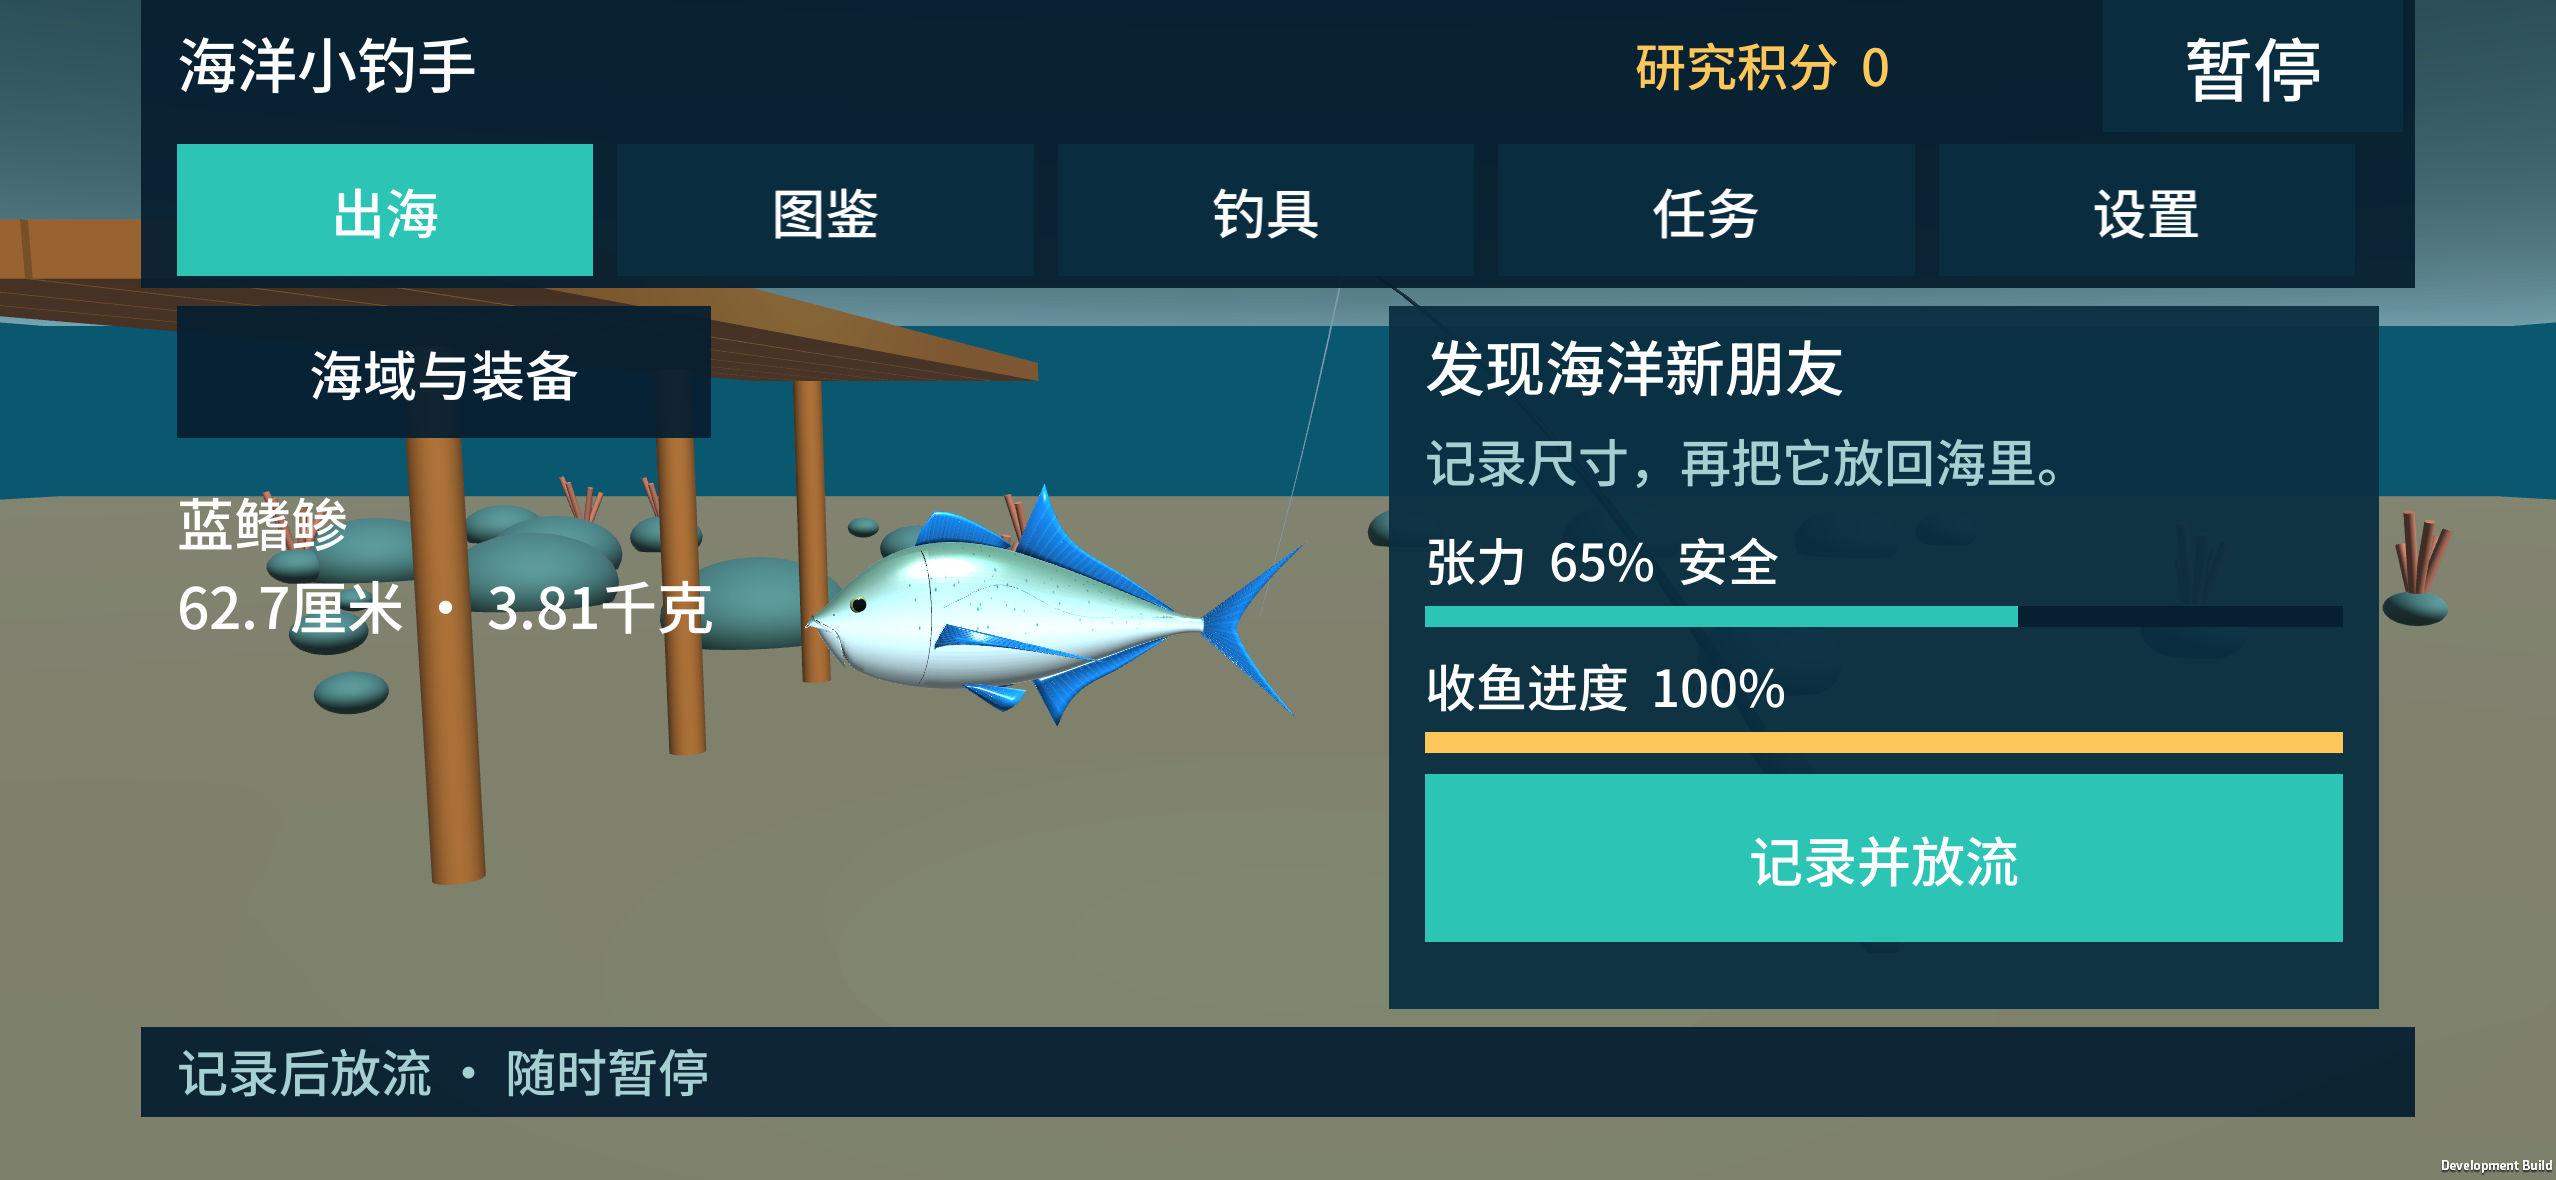 海洋小钓手
研究积分 0
暂停
出海
图鉴
钓具
任务
设置
海域与装备
蓝鳍鲹
62.7厘米 · 3.81千克
发现海洋新朋友
记录尺寸，再把它放回海里。
张力 65% 安全
收鱼进度 100%
记录并放流
记录后放流 · 随时暂停
Development Build